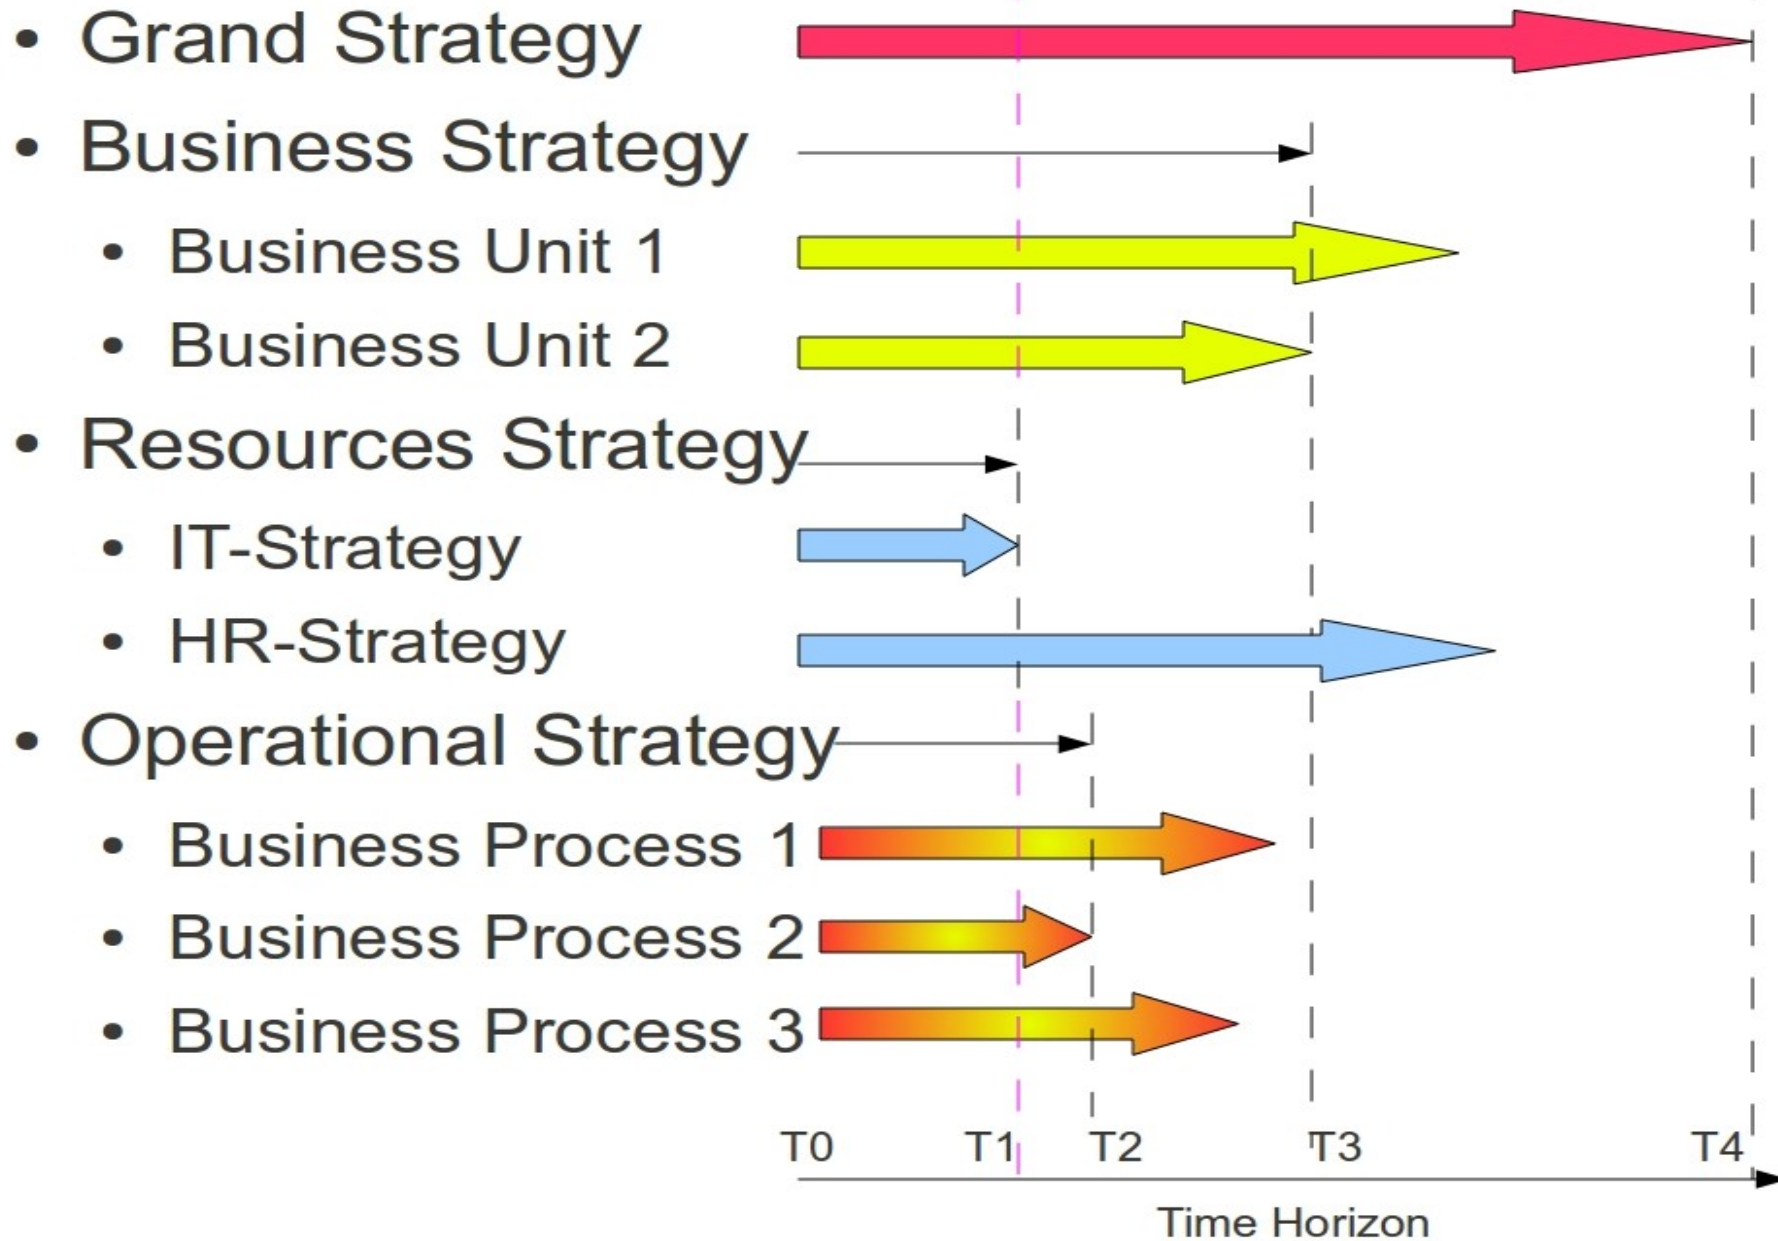 • Grand Strategy
• Business Strategy
• Business Unit 1
• Business Unit 2
• Resources Strategy
• IT-Strategy
• HR-Strategy
• Operational Strategy
• Business Process 1
• Business Process 2
• Business Process 3
T0 T1 T2 T3 T4
Time Horizon